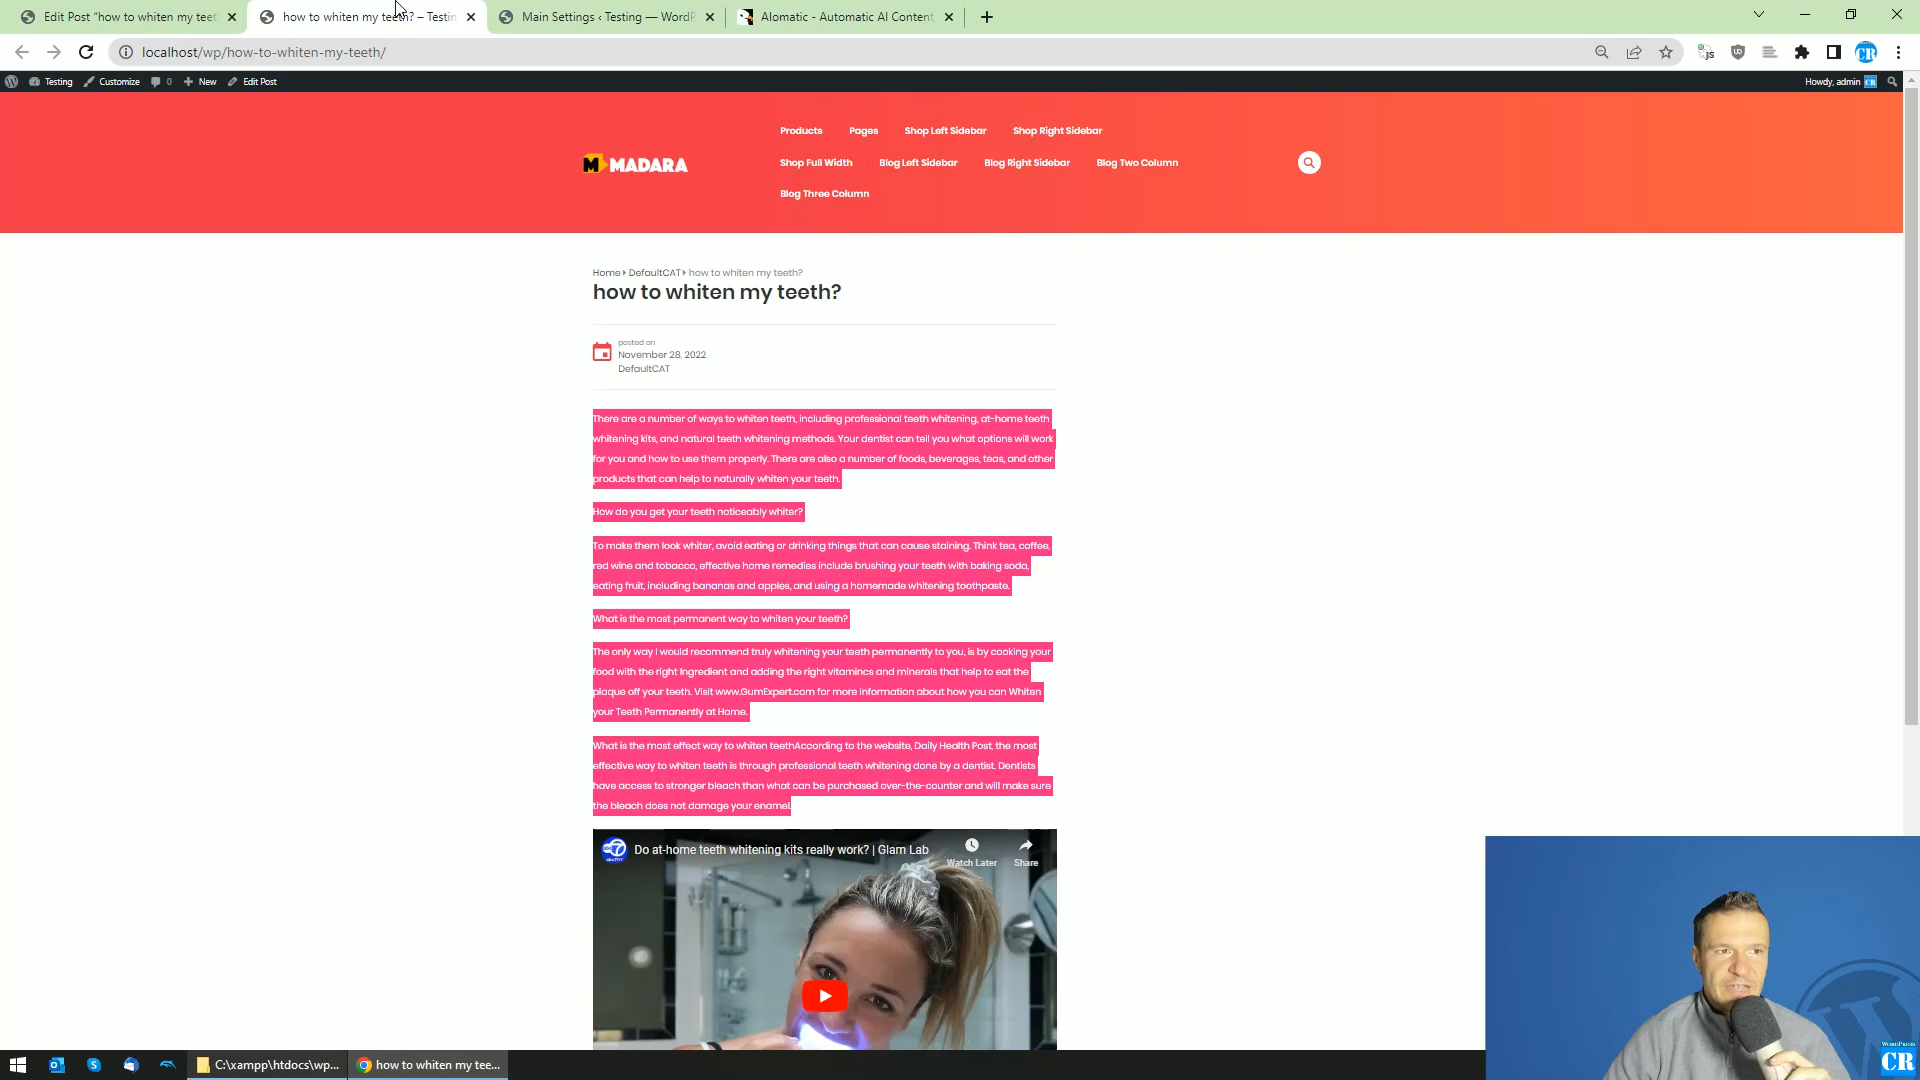 Edit Post “how to whiten my teet
how to whiten my teeth? – Testin
Main Settings ‹ Testing — WordP
AIomatic - Automatic AI Content
localhost/wp/how-to-whiten-my-teeth/
Testing
Customize
0
New
Edit Post
Howdy, admin
Products
Pages
Shop Left Sidebar
Shop Right Sidebar
MADARA
Shop Full Width
Blog Left Sidebar
Blog Right Sidebar
Blog Two Column
Blog Three Column
Home
DefaultCAT
how to whiten my teeth?
how to whiten my teeth?
posted on
November 28, 2022
DefaultCAT
There are a number of ways to whiten teeth, including professional teeth whitening, at-home teeth
whitening kits, and natural teeth whitening methods. Your dentist can tell you what options will work
for you and how to use them properly. There are also a number of foods, beverages, teas, and other
products that can help to naturally whiten your teeth.
How do you get your teeth noticeably whiter?
To make them look whiter, avoid eating or drinking things that can cause staining. Think tea, coffee,
red wine and tobacco, effective home remedies include brushing your teeth with baking soda,
eating fruit, including bananas and apples, and using a homemade whitening toothpaste.
What is the most permanent way to whiten your teeth?
The only way I would recommend truly whitening your teeth permanently to you, is by cooking your
food with the right Ingredient and adding the right vitamincs and minerals that help to eat the
plaque off your teeth. Visit www.GumExpert.com for more information about how you can Whiten
your Teeth Permanently at Home.
What is the most effect way to whiten teethAccording to the website, Daily Health Post, the most
effective way to whiten teeth is through professional teeth whitening done by a dentist. Dentists
have access to stronger bleach than what can be purchased over-the-counter and will make sure
the bleach does not damage your enamel.
Do at-home teeth whitening kits really work? | Glam Lab
Watch Later
Share
C:\xampp\htdocs\wp...
how to whiten my tee...
WORDPRESS
CR